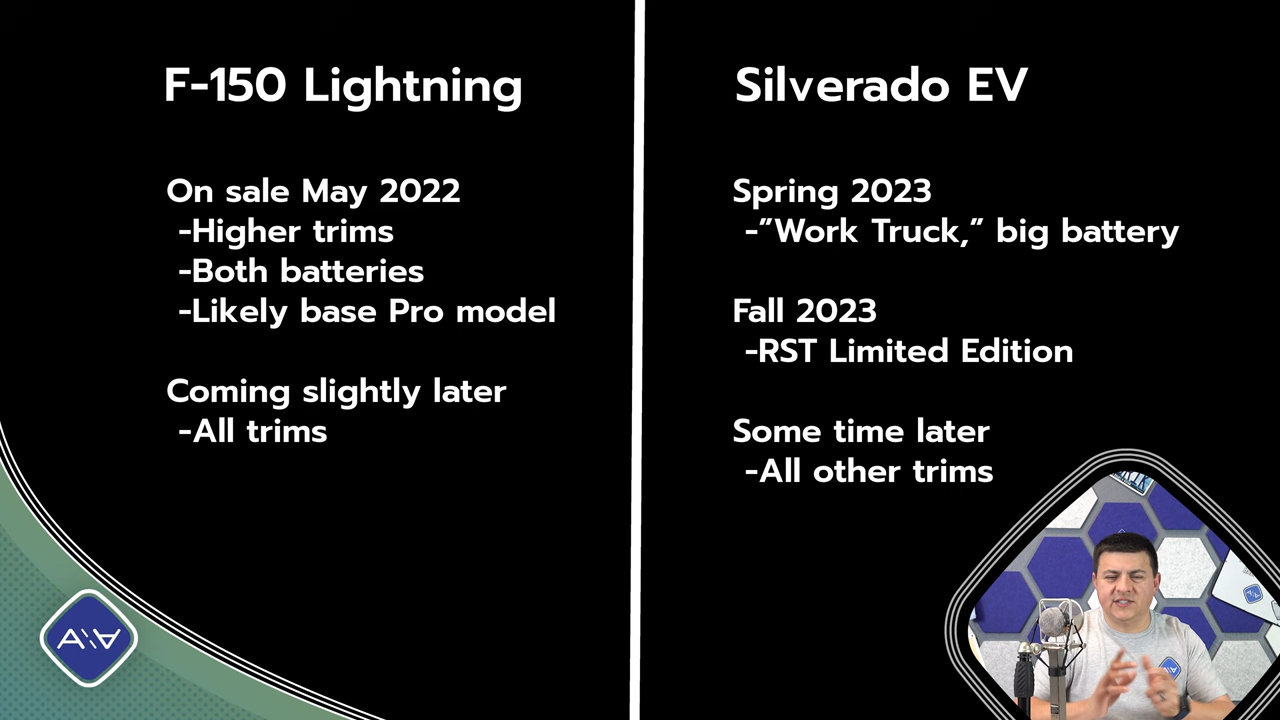 F-150 Lightning
On sale May 2022
-Higher trims
-Both batteries
-Likely base Pro model
Coming slightly later
-All trims
Silverado EV
Spring 2023
-”Work Truck,” big battery
Fall 2023
-RST Limited Edition
Some time later
-All other trims